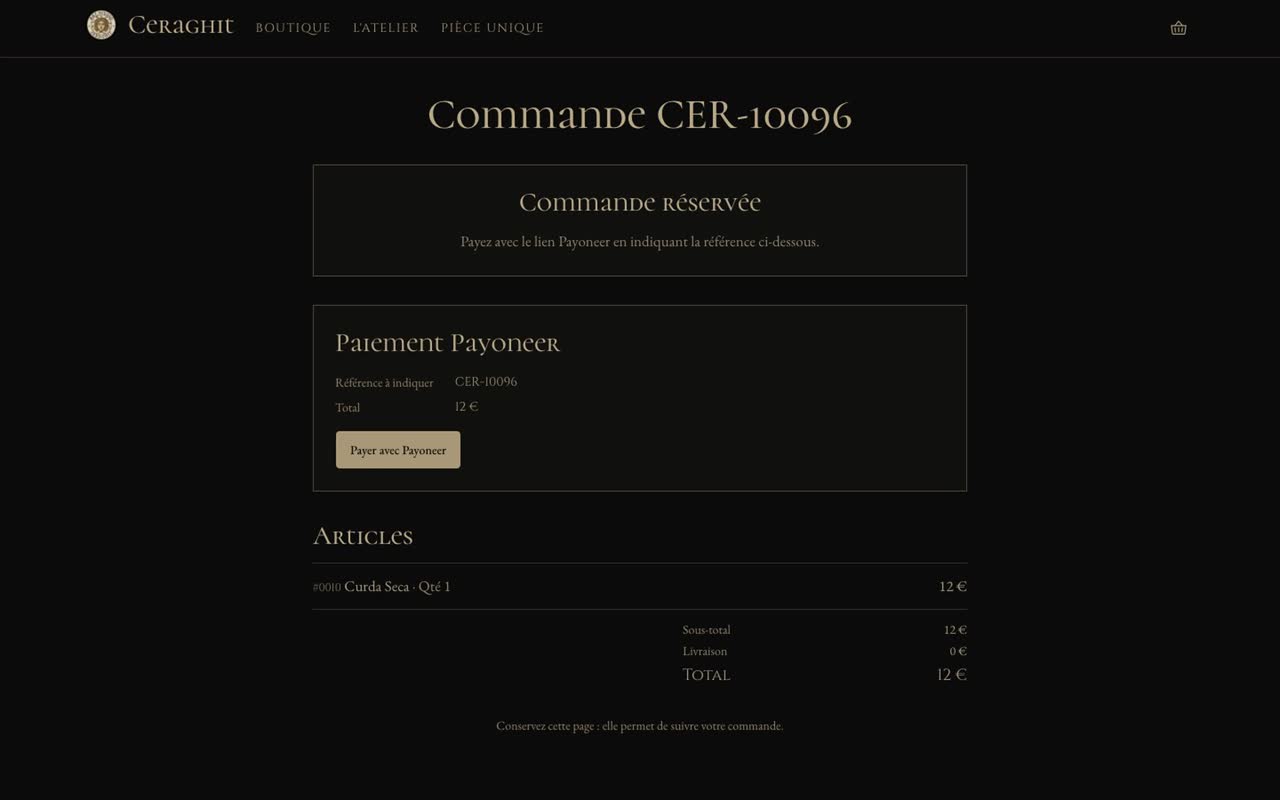 Ceraghit BOUTIQUE L'ATELIER PIÈCE UNIQUE
Commande CER-10096
Commande réservée
Payez avec le lien Payoneer en indiquant la référence ci-dessous.
Paiement Payoneer
Référence à indiquer CER-10096
Total 12 €
Payer avec Payoneer
Articles
#0010 Curda Seca · Qté 1 12 €
Sous-total 12 €
Livraison 0 €
Total 12 €
Conservez cette page : elle permet de suivre votre commande.